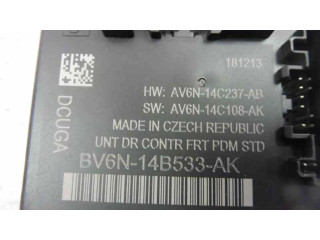 181213
HW: AV6N-14C237-AB
SW: AV6N-14C108-AK
MADE IN CZECH REPUBLIC
UNT DR CONTR FRT PDM STD
BV6N-14B533-AK
DCUGA